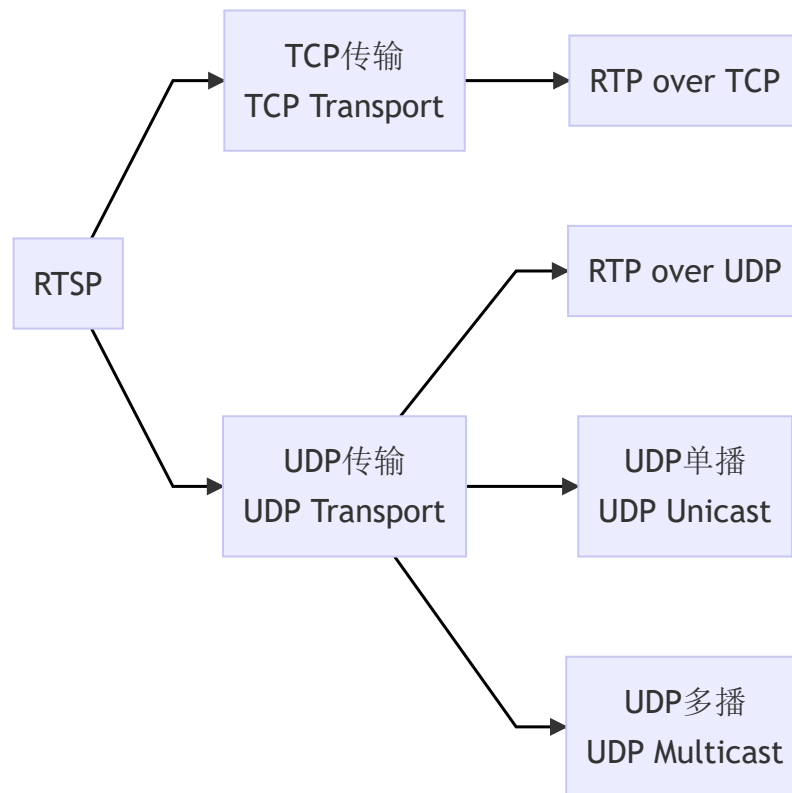 TCP传输
TCP Transport
RTP over TCP
RTSP
RTP over UDP
UDP传输
UDP Transport
UDP单播
UDP Unicast
UDP多播
UDP Multicast